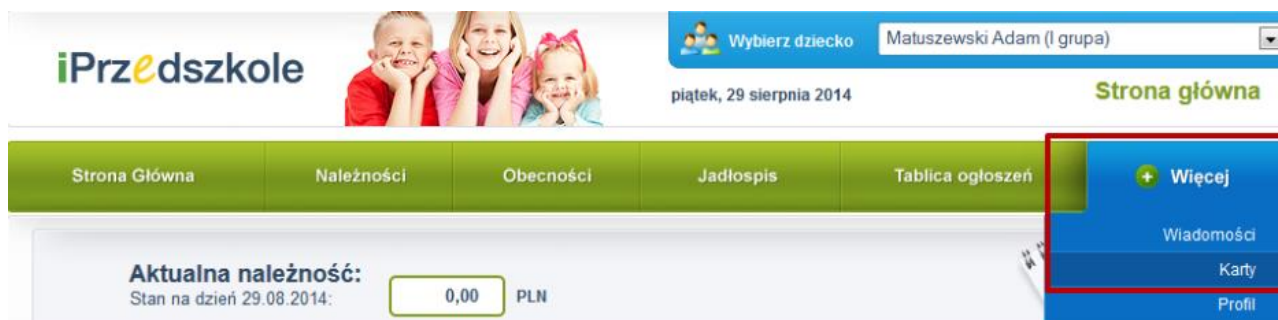 iPrzedszkole
Wybierz dziecko Matuszewski Adam (I grupa)
piątek, 29 sierpnia 2014 Strona główna
Strona Główna Należności Obecności Jadłospis Tablica ogłoszeń + Więcej
Wiadomości
Karty
Profil
Aktualna należność:
Stan na dzień 29.08.2014: 0,00 PLN